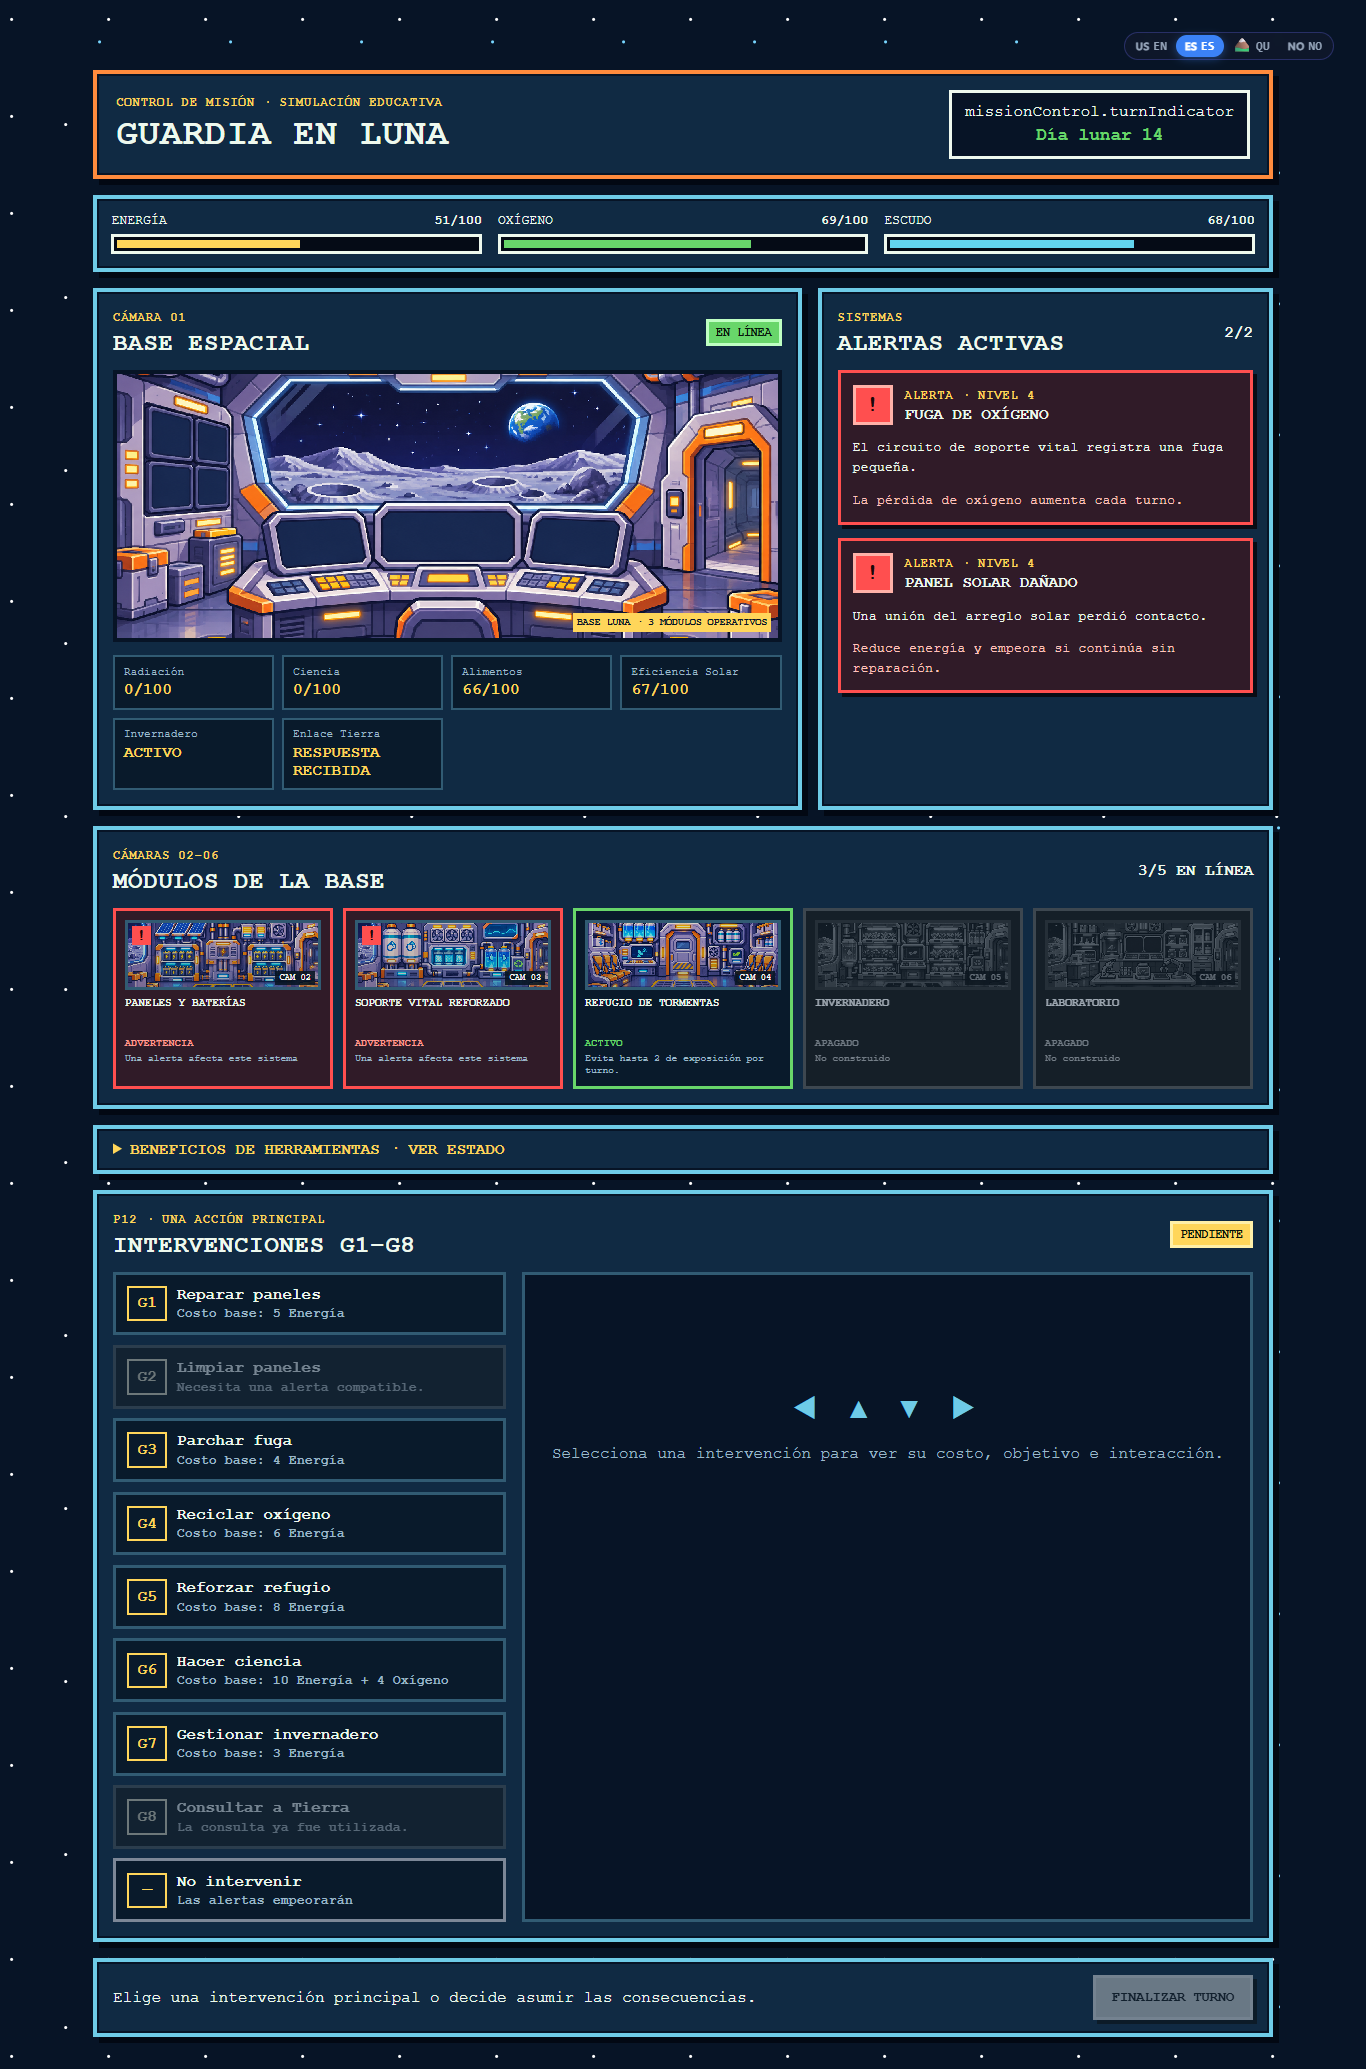 US EN ES ES QU NO NO
CONTROL DE MISIÓN · SIMULACIÓN EDUCATIVA
GUARDIA EN LUNA
missionControl.turnIndicator
Día lunar 14
ENERGÍA 51/100
OXÍGENO 69/100
ESCUDO 68/100
CÁMARA 01
BASE ESPACIAL
EN LÍNEA
BASE LUNA · 3 MÓDULOS OPERATIVOS
Radiación
0/100
Ciencia
0/100
Alimentos
66/100
Eficiencia Solar
67/100
Invernadero
ACTIVO
Enlace Tierra
RESPUESTA
RECIBIDA
SISTEMAS
ALERTAS ACTIVAS
2/2
!
ALERTA · NIVEL 4
FUGA DE OXÍGENO
El circuito de soporte vital registra una fuga
pequeña.
La pérdida de oxígeno aumenta cada turno.
!
ALERTA · NIVEL 4
PANEL SOLAR DAÑADO
Una unión del arreglo solar perdió contacto.
Reduce energía y empeora si continúa sin
reparación.
CÁMARAS 02–06
MÓDULOS DE LA BASE
3/5 EN LÍNEA
!
CAM 02
PANELES Y BATERÍAS
ADVERTENCIA
Una alerta afecta este sistema
!
CAM 03
SOPORTE VITAL REFORZADO
ADVERTENCIA
Una alerta afecta este sistema
CAM 04
REFUGIO DE TORMENTAS
ACTIVO
Evita hasta 2 de exposición por
turno.
CAM 05
INVERNADERO
APAGADO
No construido
CAM 06
LABORATORIO
APAGADO
No construido
▶ BENEFICIOS DE HERRAMIENTAS · VER ESTADO
P12 · UNA ACCIÓN PRINCIPAL
INTERVENCIONES G1–G8
PENDIENTE
G1
Reparar paneles
Costo base: 5 Energía
G2
Limpiar paneles
Necesita una alerta compatible.
G3
Parchar fuga
Costo base: 4 Energía
G4
Reciclar oxígeno
Costo base: 6 Energía
G5
Reforzar refugio
Costo base: 8 Energía
G6
Hacer ciencia
Costo base: 10 Energía + 4 Oxígeno
G7
Gestionar invernadero
Costo base: 3 Energía
G8
Consultar a Tierra
La consulta ya fue utilizada.
—
No intervenir
Las alertas empeorarán
◀ ▲ ▼ ▶
Selecciona una intervención para ver su costo, objetivo e interacción.
Elige una intervención principal o decide asumir las consecuencias.
FINALIZAR TURNO